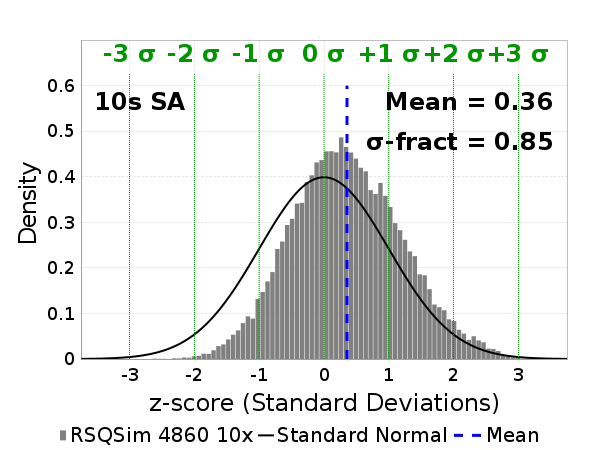 -3 σ -2 σ -1 σ 0 σ +1 σ +2 σ +3 σ
10s SA
Mean = 0.36
σ-fract = 0.85
0.6
0.5
0.4
0.3
0.2
0.1
0
Density
-3 -2 -1 0 1 2 3
z-score (Standard Deviations)
RSQSim 4860 10x Standard Normal Mean